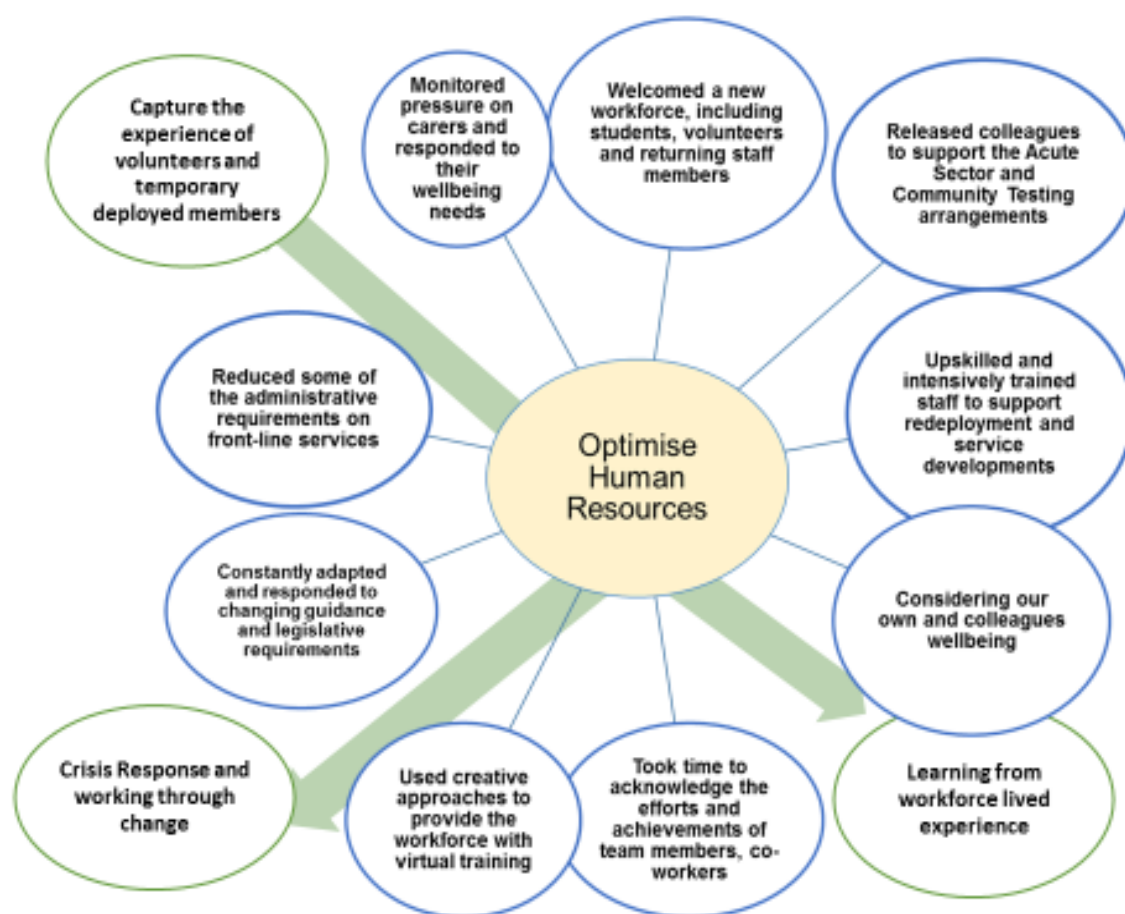 Capture the
experience of
volunteers and
temporary
deployed members
Monitored
pressure on
carers and
responded to
their
wellbeing
needs
Welcomed a new
workforce, including
students, volunteers
and returning staff
members
Released colleagues
to support the Acute
Sector and
Community Testing
arrangements
Reduced some of
the administrative
requirements on
front-line services
Optimise
Human
Resources
Upskilled and
intensively trained
staff to support
redeployment and
service
developments
Constantly adapted
and responded to
changing guidance
and legislative
requirements
Considering our
own and colleagues
wellbeing
Crisis Response and
working through
change
Used creative
approaches to
provide the
workforce with
virtual training
Took time to
acknowledge the
efforts and
achievements of
team members, co-
workers
Learning from
workforce lived
experience